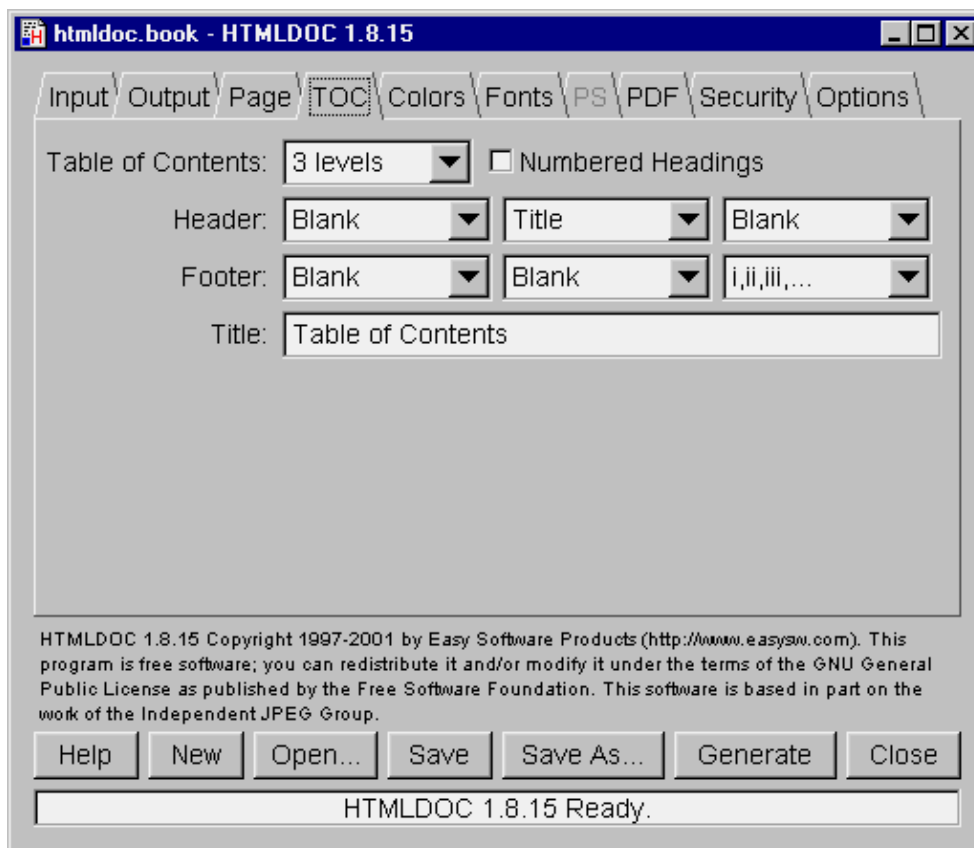 htmldoc.book - HTMLDOC 1.8.15
Input Output Page TOC Colors Fonts PS PDF Security Options
Table of Contents: 3 levels Numbered Headings
Header: Blank Title Blank
Footer: Blank Blank i,ii,iii,...
Title: Table of Contents
HTMLDOC 1.8.15 Copyright 1997-2001 by Easy Software Products (http://www.easysw.com). This
program is free software; you can redistribute it and/or modify it under the terms of the GNU General
Public License as published by the Free Software Foundation. This software is based in part on the
work of the Independent JPEG Group.
Help New Open... Save Save As... Generate Close
HTMLDOC 1.8.15 Ready.